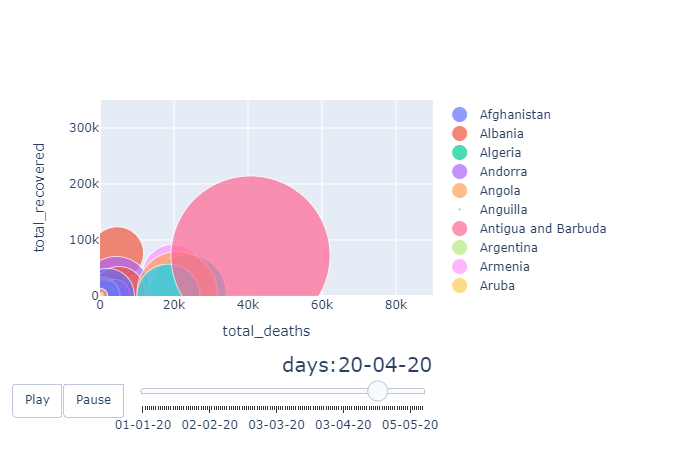 total_recovered
300k
200k
100k
0
0 20k 40k 60k 80k
total_deaths
Afghanistan
Albania
Algeria
Andorra
Angola
Anguilla
Antigua and Barbuda
Argentina
Armenia
Aruba
days:20-04-20
Play Pause
01-01-20 02-02-20 03-03-20 03-04-20 05-05-20